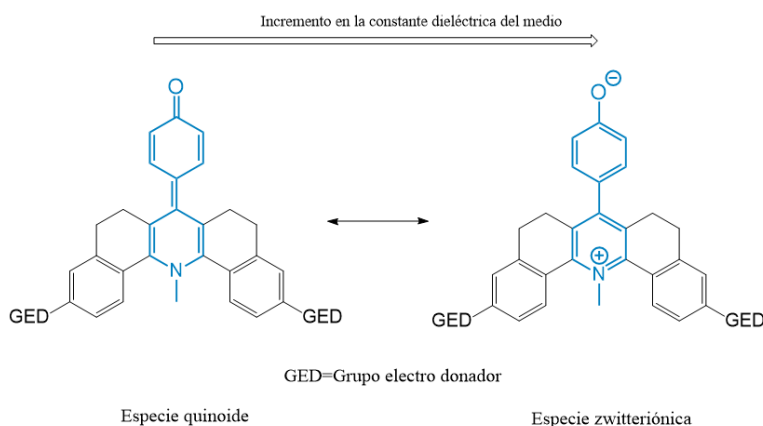 Incremento en la constante dieléctrica del medio
O
O ⊖
N
N ⊕
GED GED
GED GED
GED=Grupo electro donador
Especie quinoide Especie zwitteriónica